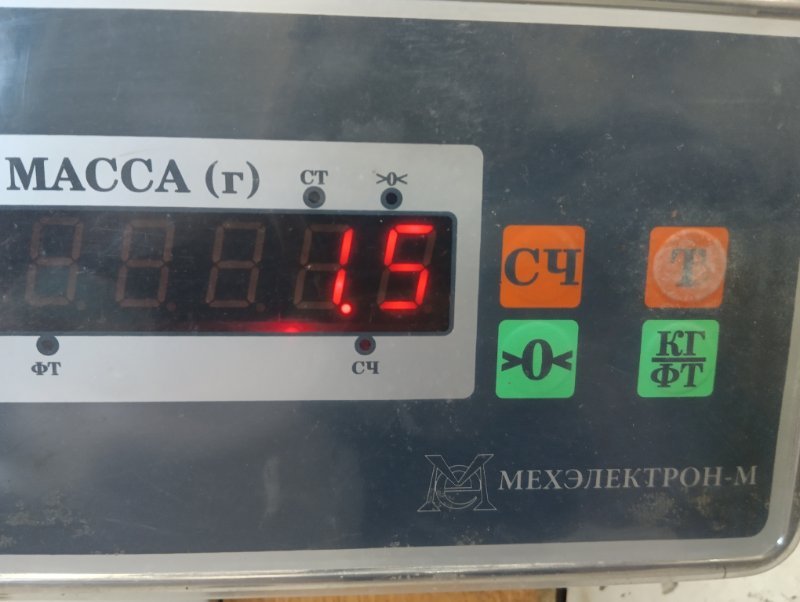 МАССА (г)
СТ
>0<
1.5
ФТ
СЧ
СЧ
Т
>0<
КГ
ФТ
МЕХЭЛЕКТРОН-М